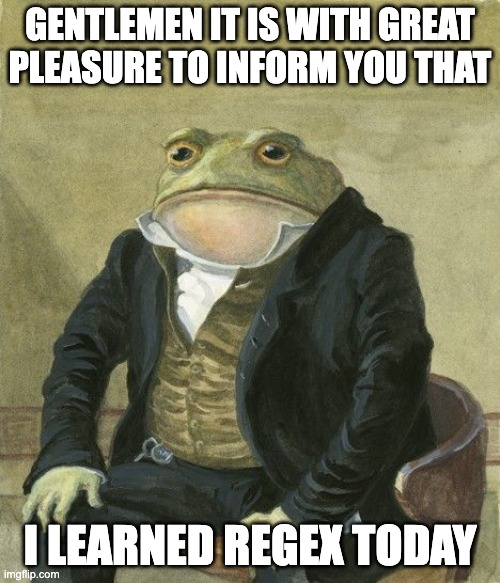 GENTLEMEN IT IS WITH GREAT
PLEASURE TO INFORM YOU THAT
I LEARNED REGEX TODAY
imgflip.com